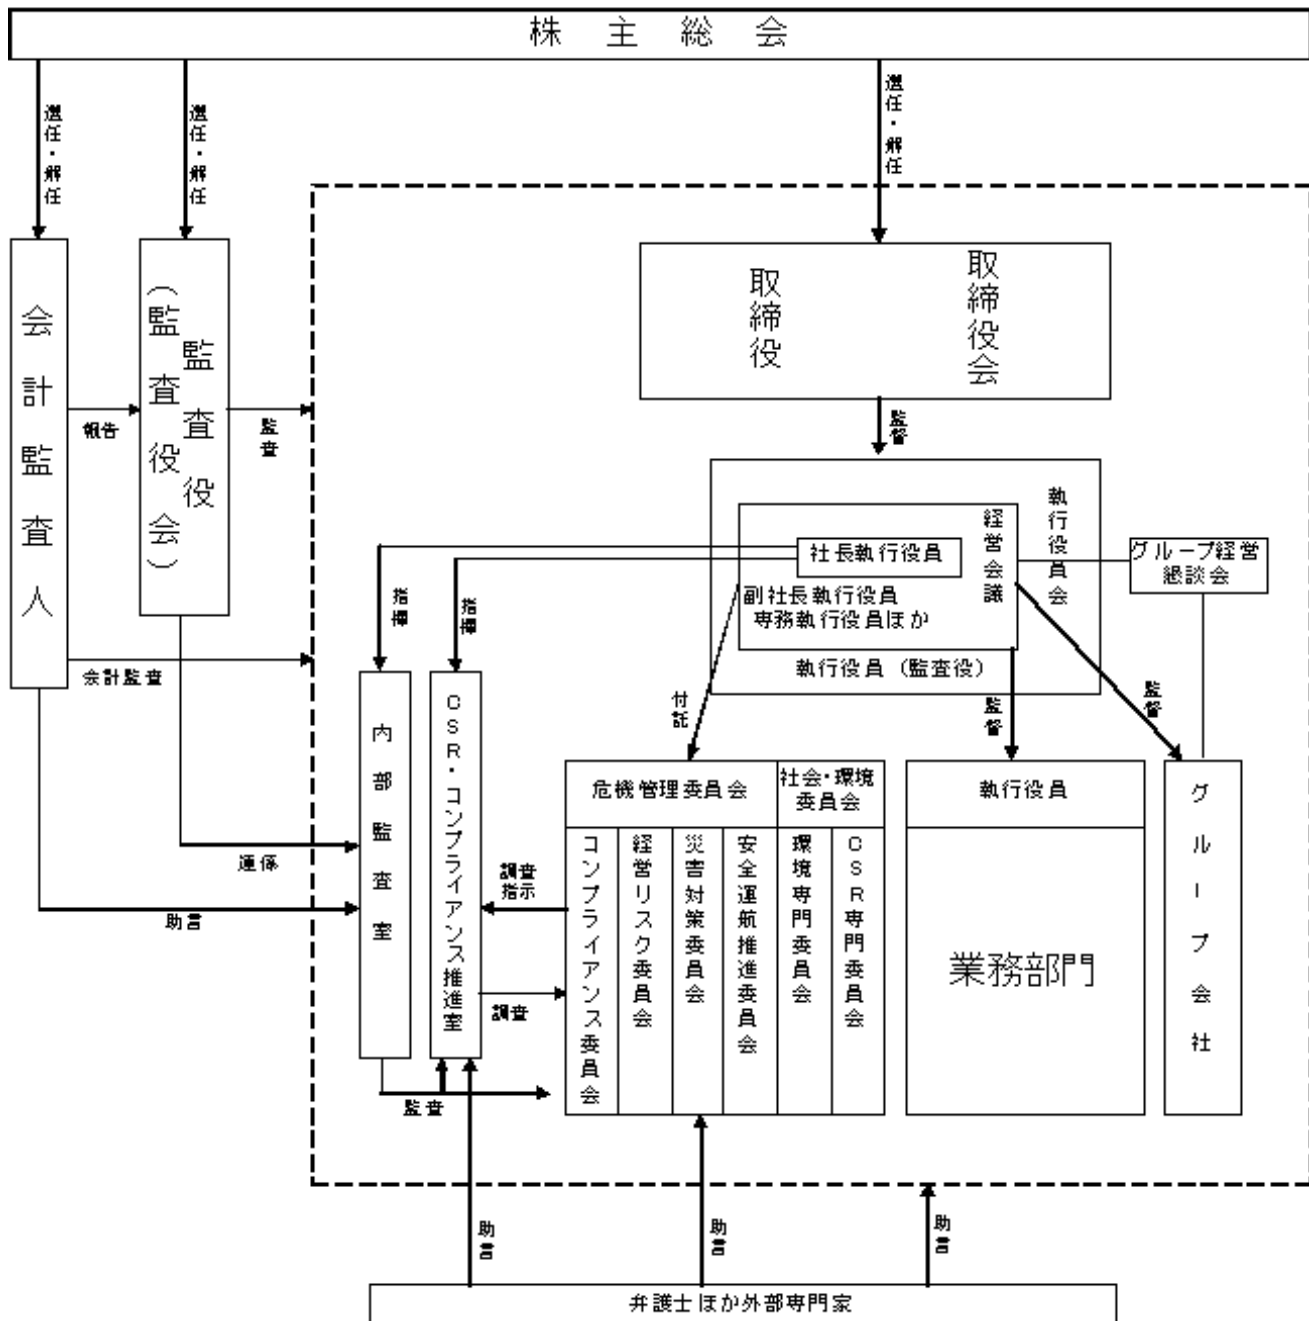 株主総会
選任・解任
選任・解任
選任・解任
会計監査人
監査役
（監査役会）
取締役会
取締役
報告
監査
監督
執行役員会
経営会議
社長執行役員
副社長執行役員
専務執行役員ほか
執行役員（監査役）
グループ経営
懇談会
指揮
指揮
会計監査
付託
監督
監督
内部監査室
CSR・コンプライアンス推進室
危機管理委員会
社会・環境
委員会
コンプライアンス委員会
経営リスク委員会
災害対策委員会
安全運航推進委員会
環境専門委員会
CSR専門委員会
執行役員
業務部門
グループ会社
連係
助言
調査
指示
調査
監査
助言
助言
助言
弁護士ほか外部専門家